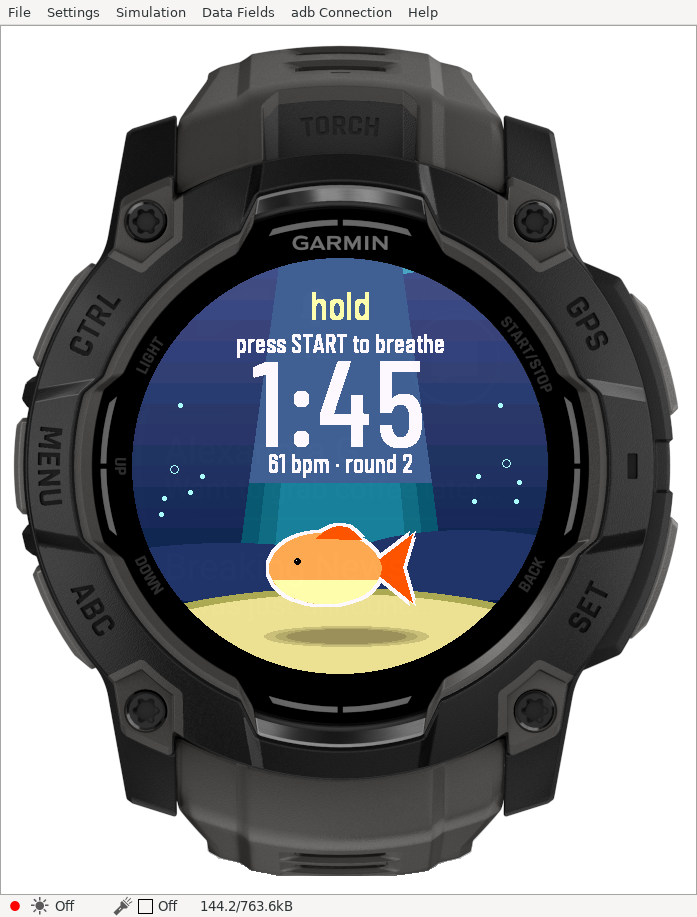 File Settings Simulation Data Fields adb Connection Help
TORCH
GARMIN
CTRL
LIGHT
GPS
START/STOP
hold
press START to breathe
1:45
61 bpm · round 2
MENU
UP
DOWN
BACK
ABC
SET
Off Off 144.2/763.6kB